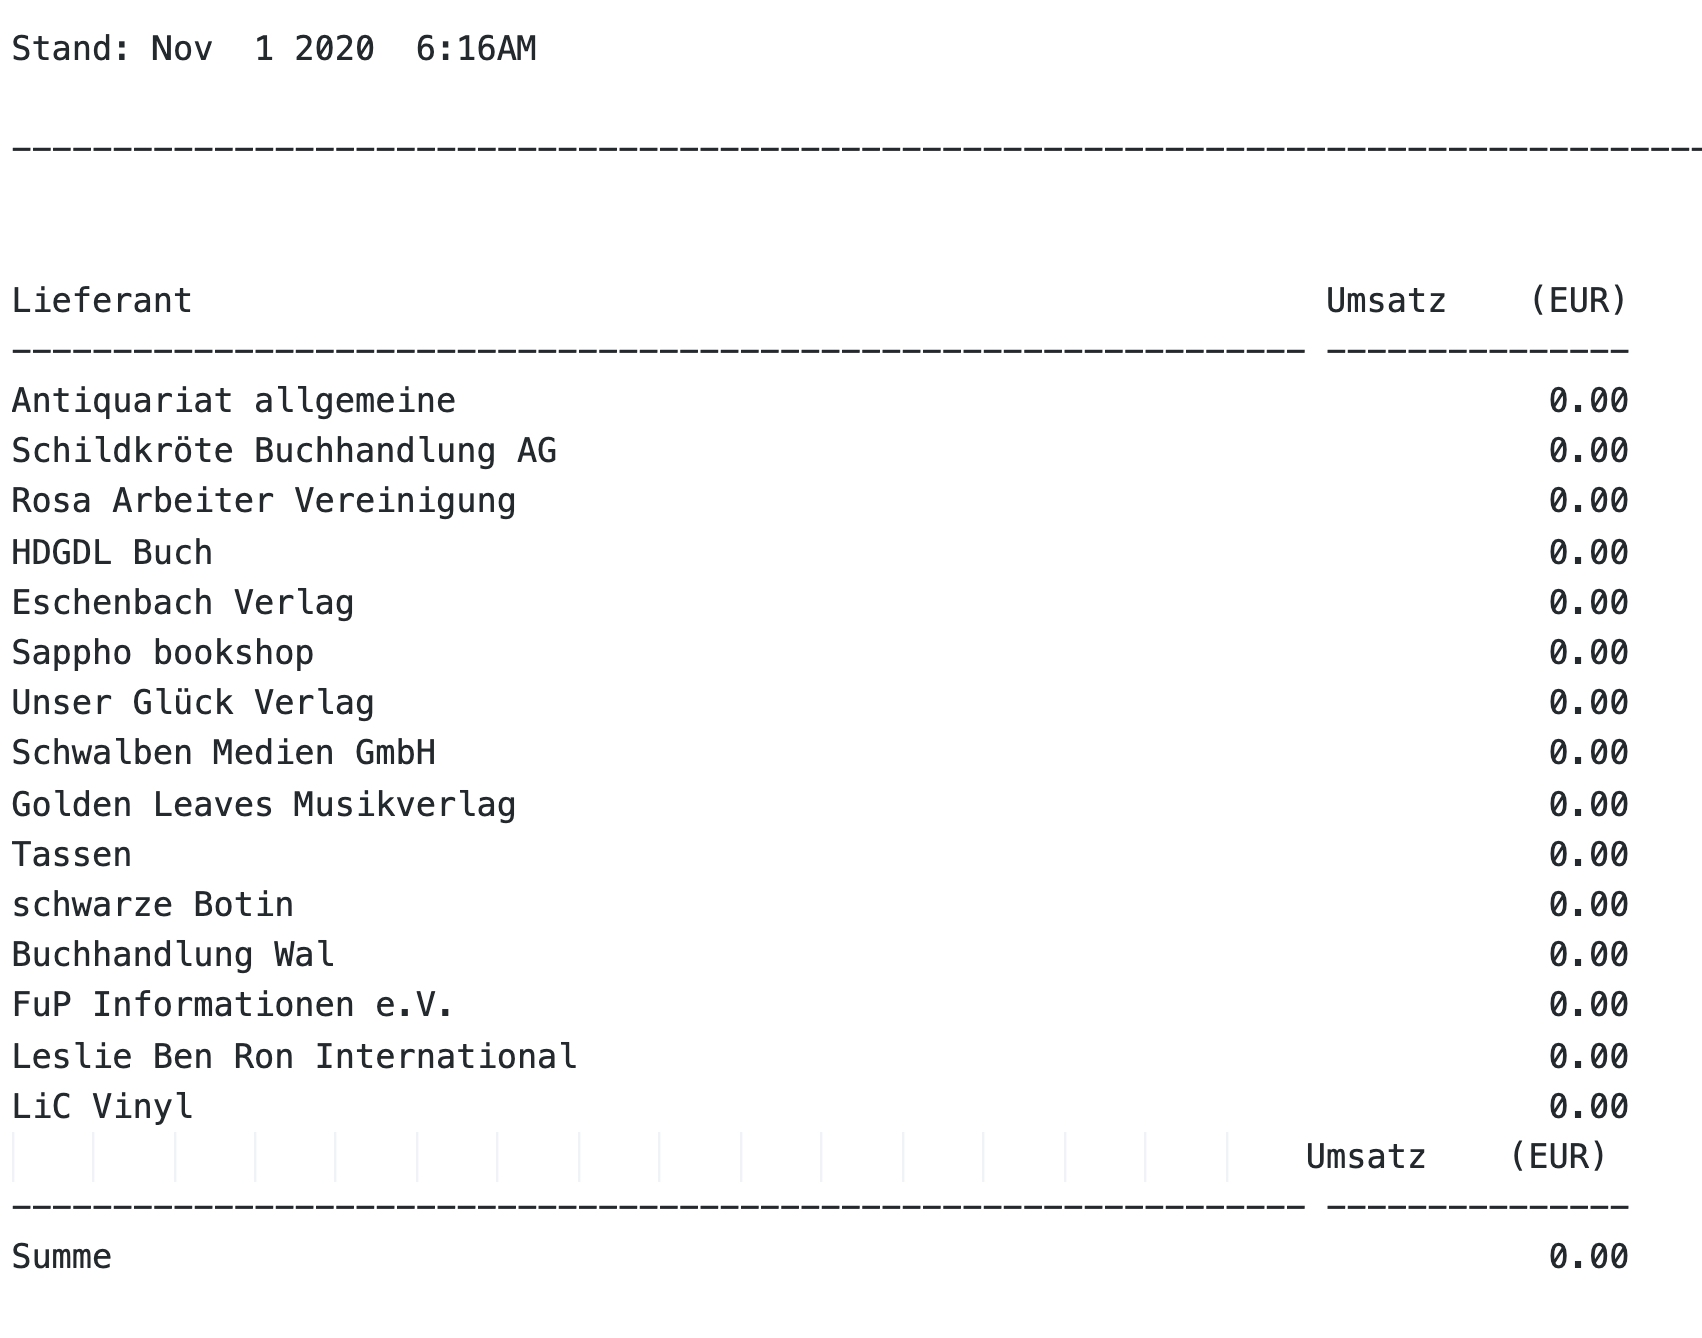 Stand: Nov  1 2020  6:16AM
------------------------------------------------------------------------------------
Lieferant                                                        Umsatz    (EUR)
---------------------------------------------------------------- ---------------
Antiquariat allgemeine                                                      0.00
Schildkröte Buchhandlung AG                                                 0.00
Rosa Arbeiter Vereinigung                                                   0.00
HDGDL Buch                                                                  0.00
Eschenbach Verlag                                                           0.00
Sappho bookshop                                                             0.00
Unser Glück Verlag                                                          0.00
Schwalben Medien GmbH                                                       0.00
Golden Leaves Musikverlag                                                   0.00
Tassen                                                                      0.00
schwarze Botin                                                              0.00
Buchhandlung Wal                                                            0.00
FuP Informationen e.V.                                                      0.00
Leslie Ben Ron International                                                0.00
LiC Vinyl                                                                   0.00
                                                                Umsatz    (EUR)
---------------------------------------------------------------- ---------------
Summe                                                                       0.00